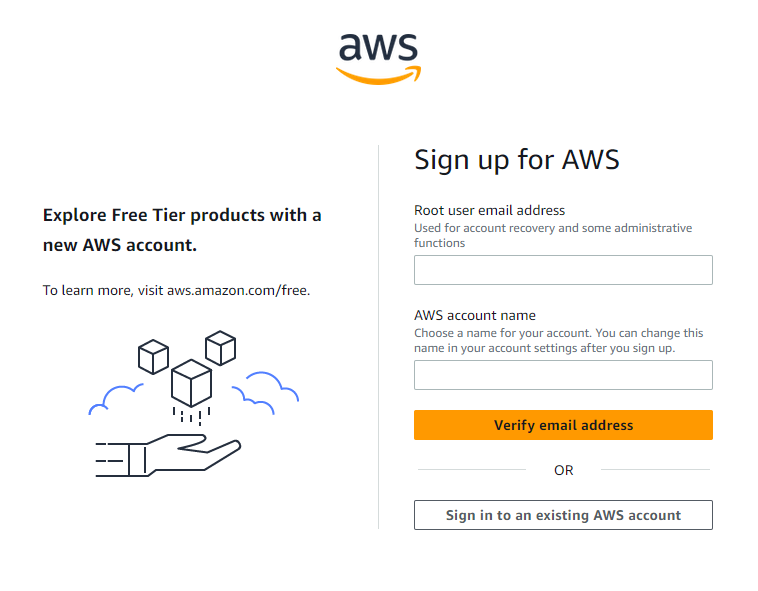 aws
Explore Free Tier products with a
new AWS account.
To learn more, visit aws.amazon.com/free.
Sign up for AWS
Root user email address
Used for account recovery and some administrative
functions
AWS account name
Choose a name for your account. You can change this
name in your account settings after you sign up.
Verify email address
OR
Sign in to an existing AWS account